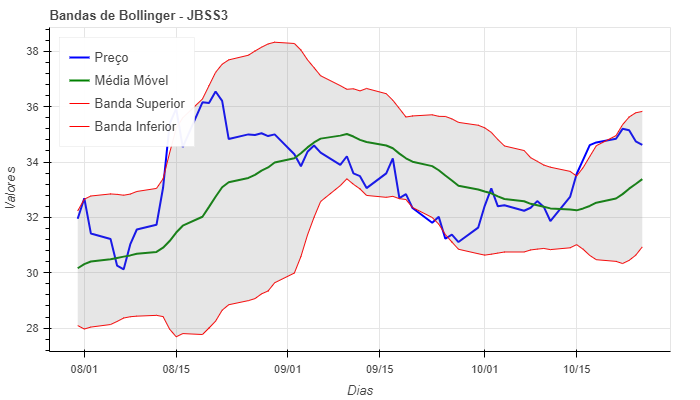 Bandas de Bollinger - JBSS3
Preço
Média Móvel
Banda Superior
Banda Inferior
Valores
38
36
34
32
30
28
08/01
08/15
09/01
09/15
10/01
10/15
Dias